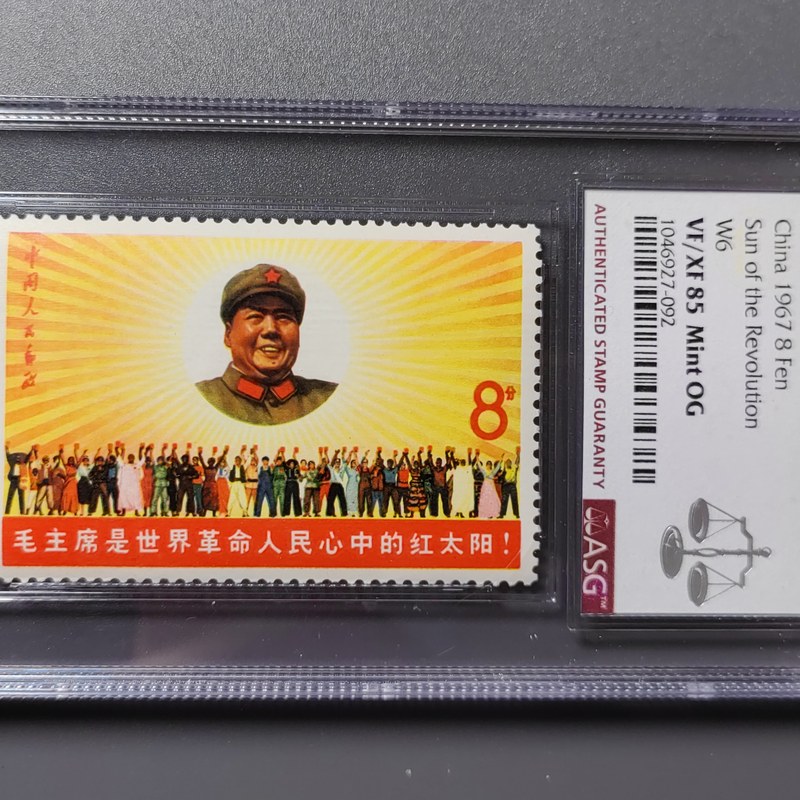 中国人民邮政
8分
毛主席是世界革命人民心中的红太阳！
China 1967 8 Fen
Sun of the Revolution
W6
VF/XF 85 Mint OG
1046927-092
AUTHENTICATED STAMP GUARANTY
ASG™